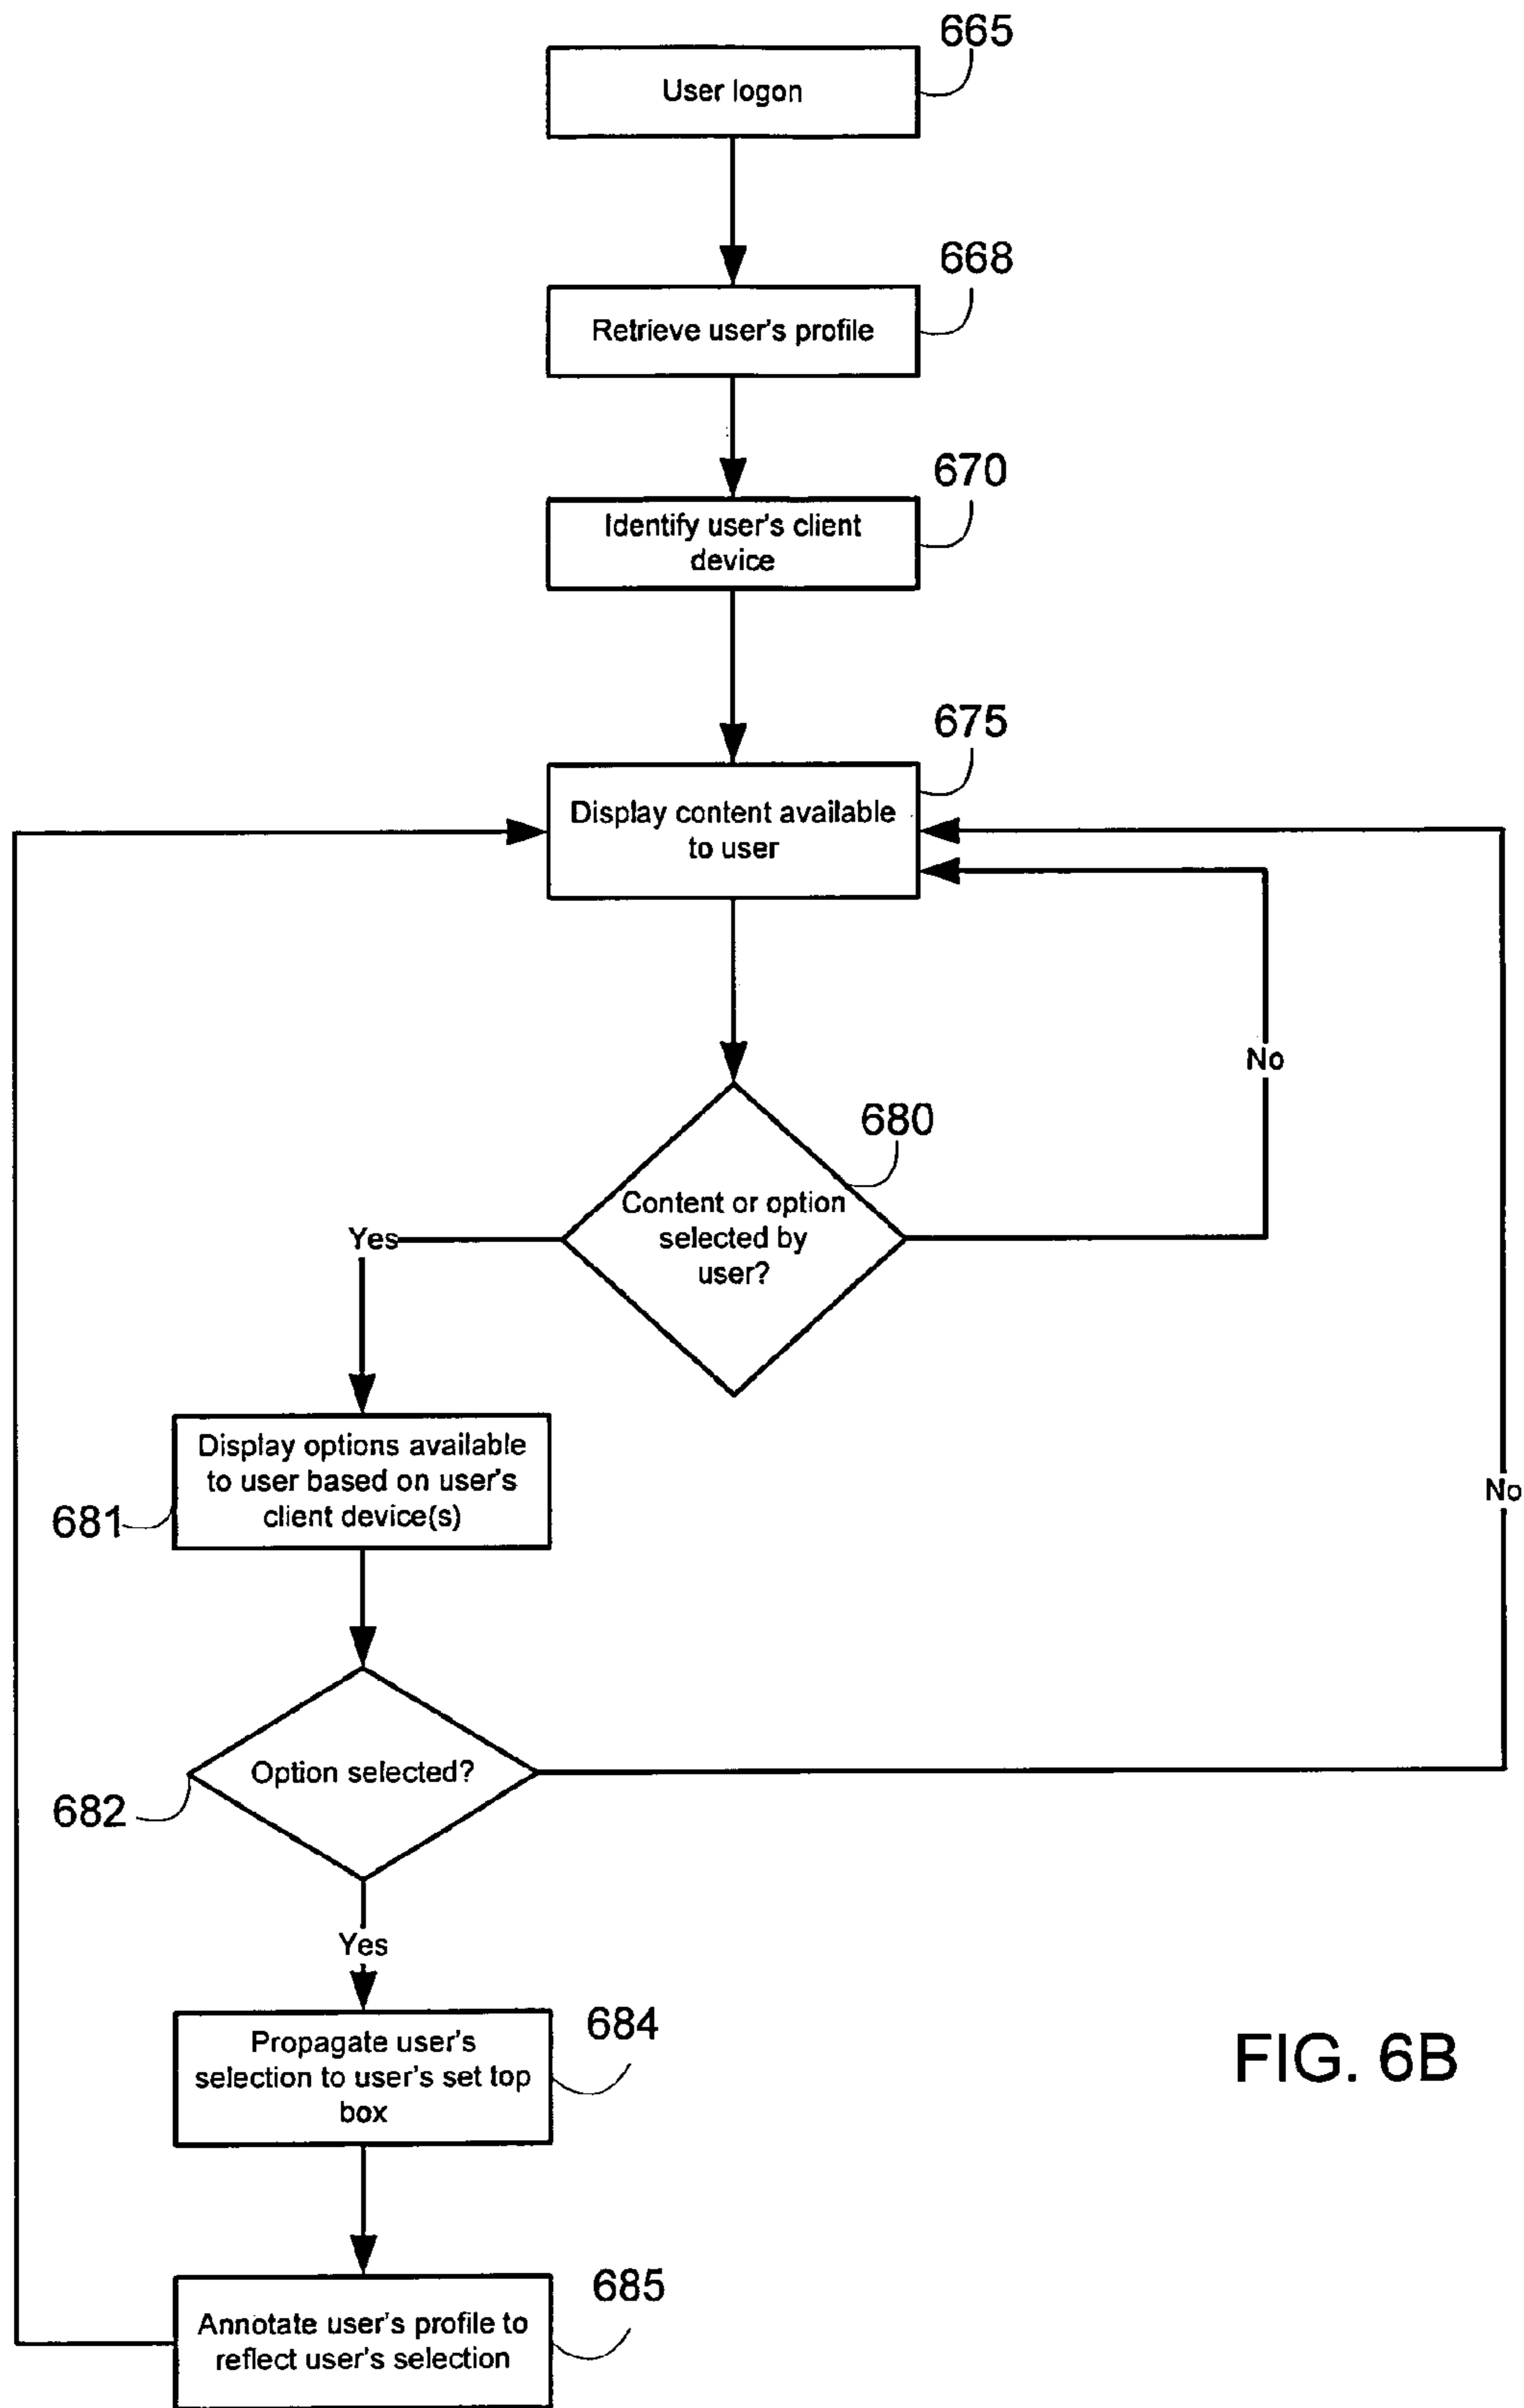 665
User logon
668
Retrieve user's profile
670
Identify user's client
device
675
Display content available
to user
No
680
Content or option
selected by
user?
Yes
Display options available
to user based on user's
client device(s)
681
No
Option selected?
682
Yes
Propagate user's
selection to user's set top
box
684
FIG. 6B
685
Annotate user's profile to
reflect user's selection